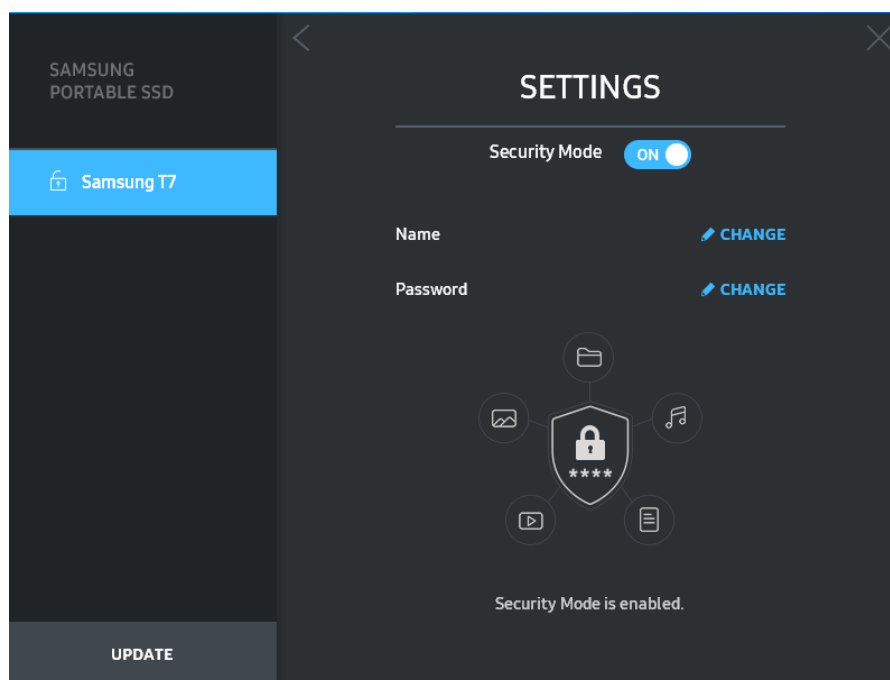 SAMSUNG
PORTABLE SSD
Samsung T7
UPDATE
SETTINGS
Security Mode ON
Name CHANGE
Password CHANGE
****
Security Mode is enabled.